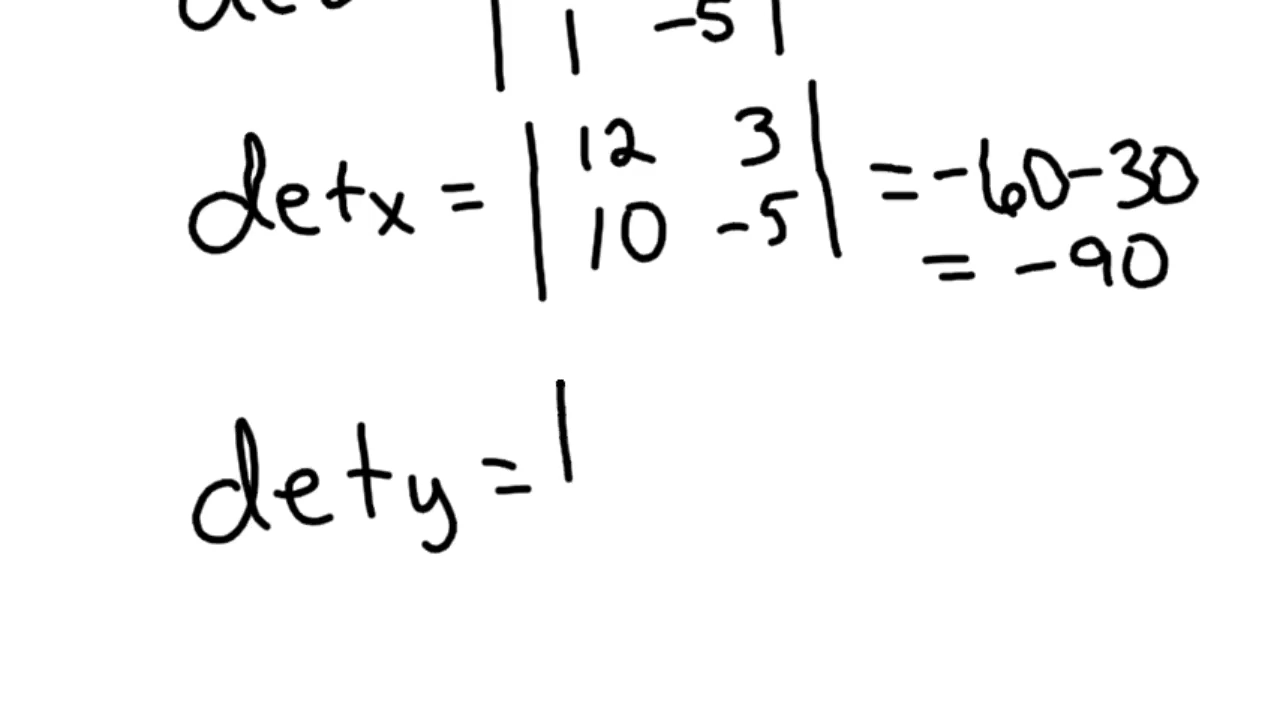 | 1 -5 |
detx = | 12 3 | = -60-30
| 10 -5 | = -90
dety = |